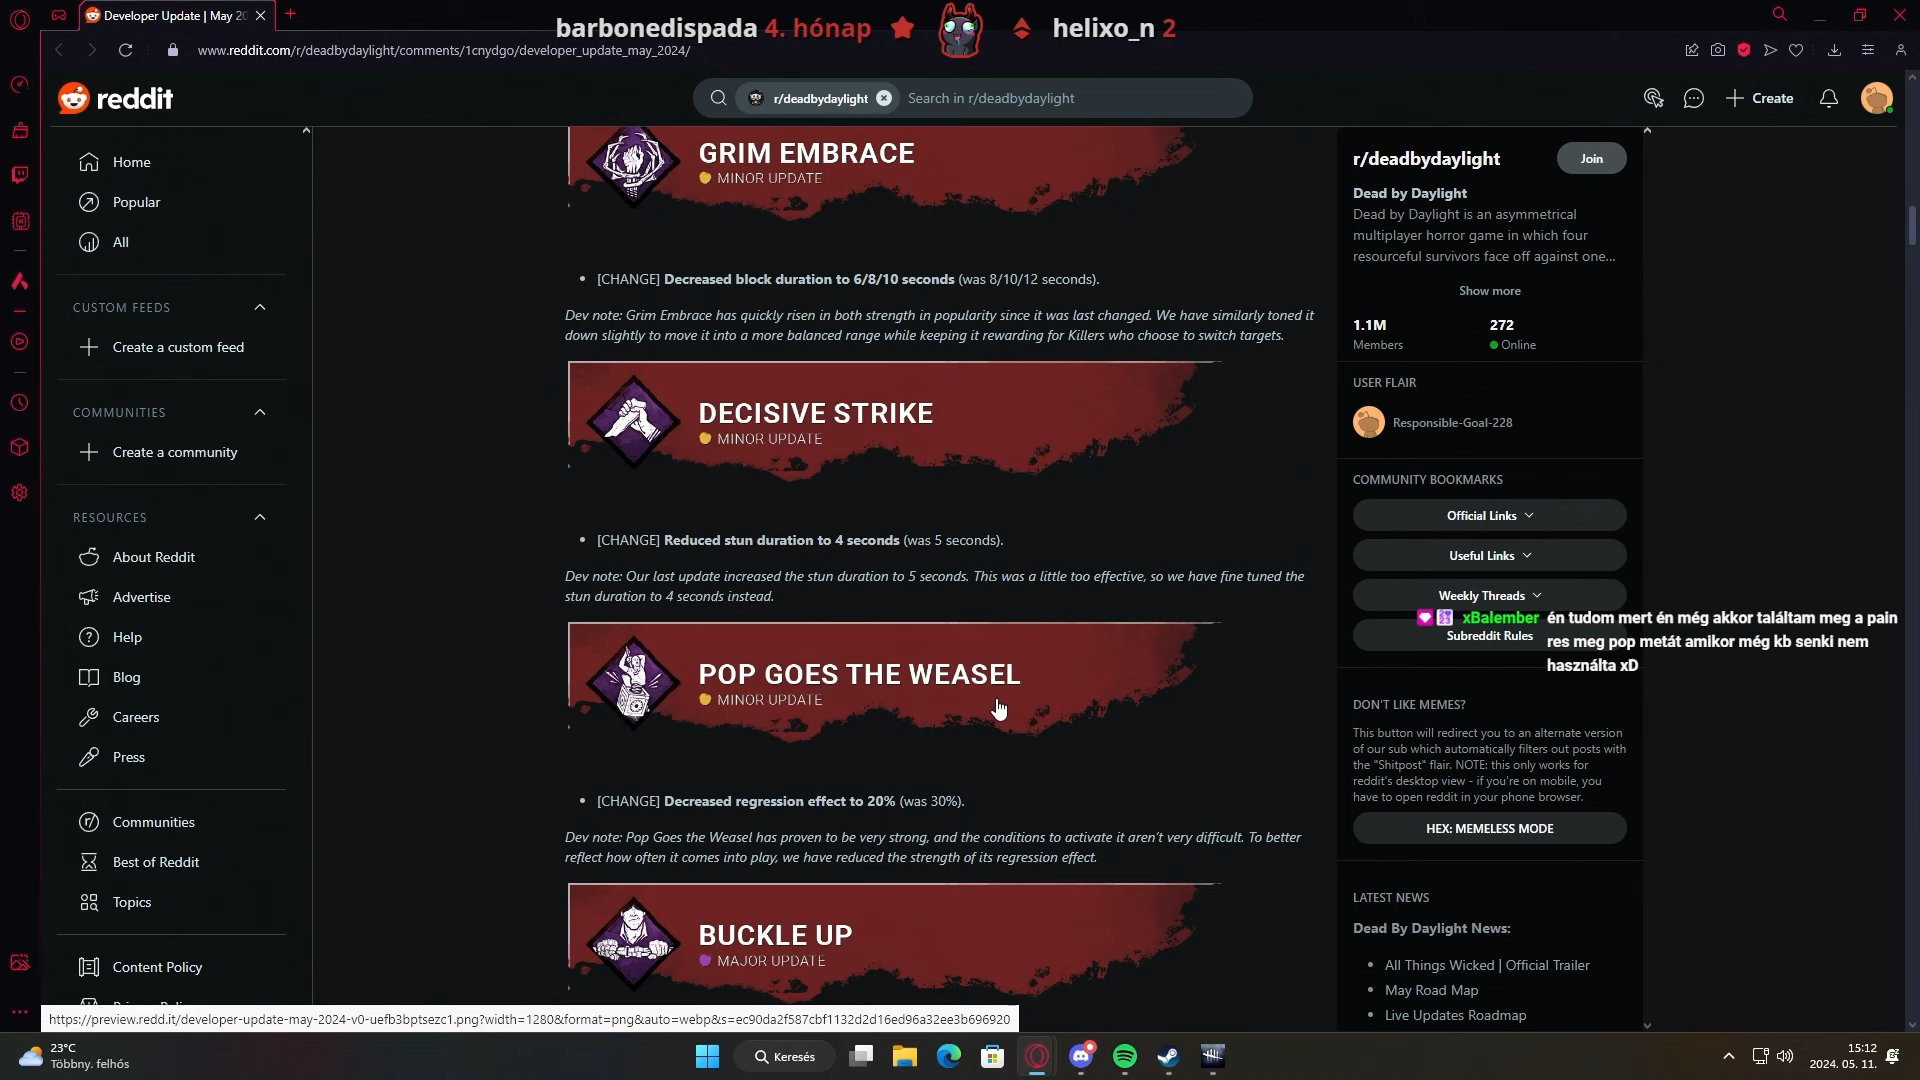 Developer Update | May 20
barbonedispada 4. hónap helixo_n 2
www.reddit.com/r/deadbydaylight/comments/1cnydgo/developer_update_may_2024/
reddit
r/deadbydaylight
Search in r/deadbydaylight
Create
Home
Popular
All
CUSTOM FEEDS
Create a custom feed
COMMUNITIES
Create a community
RESOURCES
About Reddit
Advertise
Help
Blog
Careers
Press
Communities
Best of Reddit
Topics
Content Policy
GRIM EMBRACE
MINOR UPDATE
• [CHANGE] Decreased block duration to 6/8/10 seconds (was 8/10/12 seconds).
Dev note: Grim Embrace has quickly risen in both strength in popularity since it was last changed. We have similarly toned it
down slightly to move it into a more balanced range while keeping it rewarding for Killers who choose to switch targets.
DECISIVE STRIKE
MINOR UPDATE
• [CHANGE] Reduced stun duration to 4 seconds (was 5 seconds).
Dev note: Our last update increased the stun duration to 5 seconds. This was a little too effective, so we have fine tuned the
stun duration to 4 seconds instead.
POP GOES THE WEASEL
MINOR UPDATE
• [CHANGE] Decreased regression effect to 20% (was 30%).
Dev note: Pop Goes the Weasel has proven to be very strong, and the conditions to activate it aren't very difficult. To better
reflect how often it comes into play, we have reduced the strength of its regression effect.
BUCKLE UP
MAJOR UPDATE
r/deadbydaylight
Join
Dead by Daylight
Dead by Daylight is an asymmetrical
multiplayer horror game in which four
resourceful survivors face off against one...
Show more
1.1M 272
Members Online
USER FLAIR
Responsible-Goal-228
COMMUNITY BOOKMARKS
Official Links
Useful Links
Weekly Threads
Subreddit Rules
xBalember én tudom mert én még akkor találtam meg a pain
res meg pop metát amikor még kb senki nem
használta xD
DON'T LIKE MEMES?
This button will redirect you to an alternate version
of our sub which automatically filters out posts with
the "Shitpost" flair. NOTE: this only works for
reddit's desktop view - if you're on mobile, you
have to open reddit in your phone browser.
HEX: MEMELESS MODE
LATEST NEWS
Dead By Daylight News:
• All Things Wicked | Official Trailer
• May Road Map
• Live Updates Roadmap
https://preview.redd.it/developer-update-may-2024-v0-uefb3bptsezc1.png?width=1280&format=png&auto=webp&s=ec90da2f587cbf1132d2d16ed96a32ee3b696920
23°C
Többny. felhős
Keresés
15:12
2024. 05. 11.